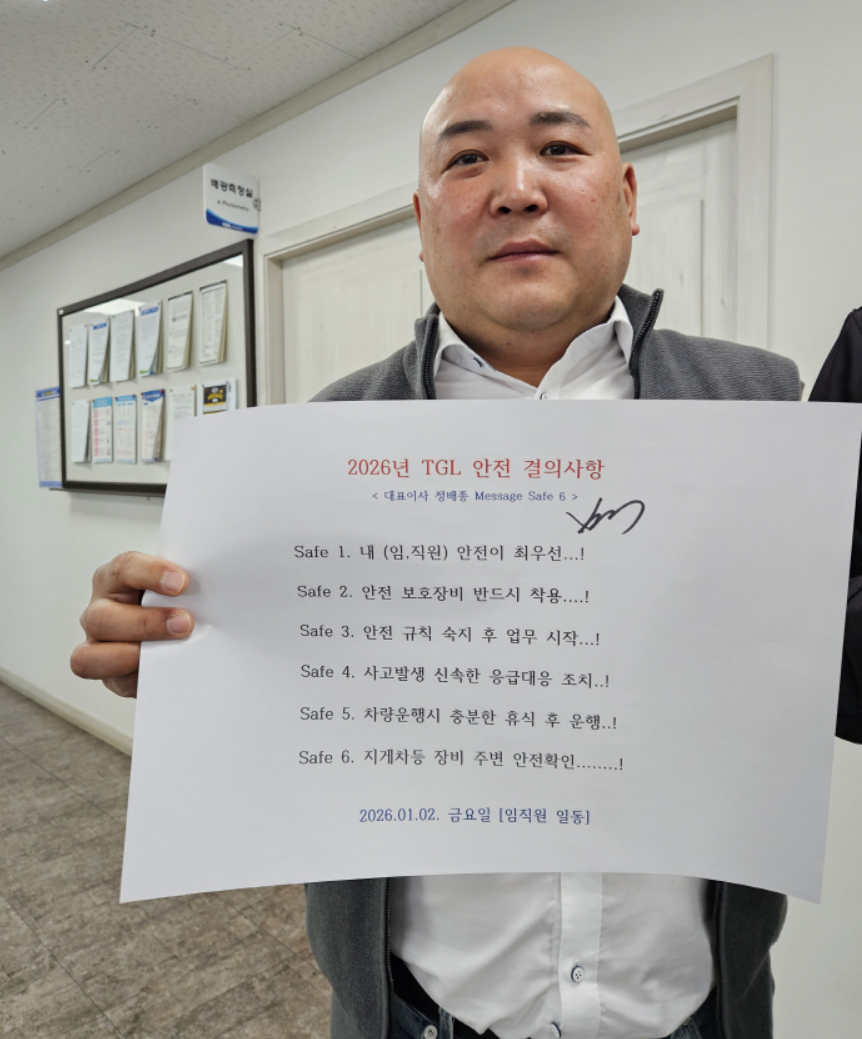 배광측정실
2026년 TGL 안전 결의사항
< 대표이사 정배종 Message Safe 6 >
Safe 1. 내 (임,직원) 안전이 최우선...!
Safe 2. 안전 보호장비 반드시 착용....!
Safe 3. 안전 규칙 숙지 후 업무 시작...!
Safe 4. 사고발생 신속한 응급대응 조치..!
Safe 5. 차량운행시 충분한 휴식 후 운행..!
Safe 6. 지게차등 장비 주변 안전확인........!
2026.01.02. 금요일 [임직원 일동]